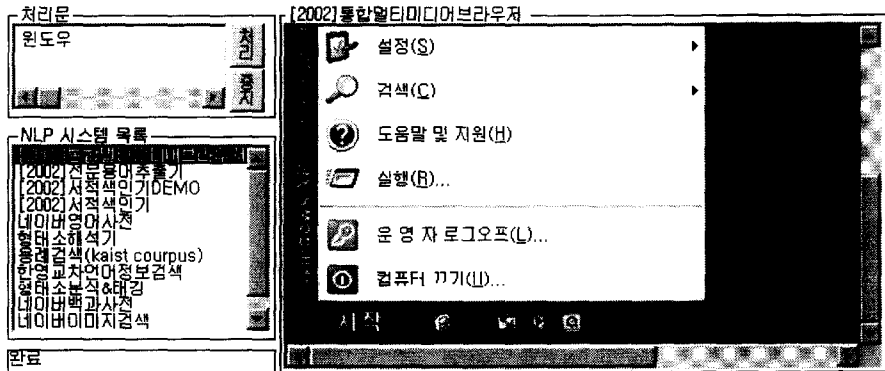 처리문
윈도우
처리
중지
NLP 시스템 목록
[2002]전문용어추출기
[2002]서적색인기DEMO
[2002]서적색인기
네이버영어사전
형태소해석기
용례검색(kaist courpus)
한영교차언어정보검색
형태소분석&태깅
네이버백과사전
네이버이미지검색
완료
[2002]통합멀티미디어브라우저
설정(S)
검색(C)
도움말 및 지원(H)
실행(R)...
운영자 로그오프(L)...
컴퓨터 끄기(U)...
시작